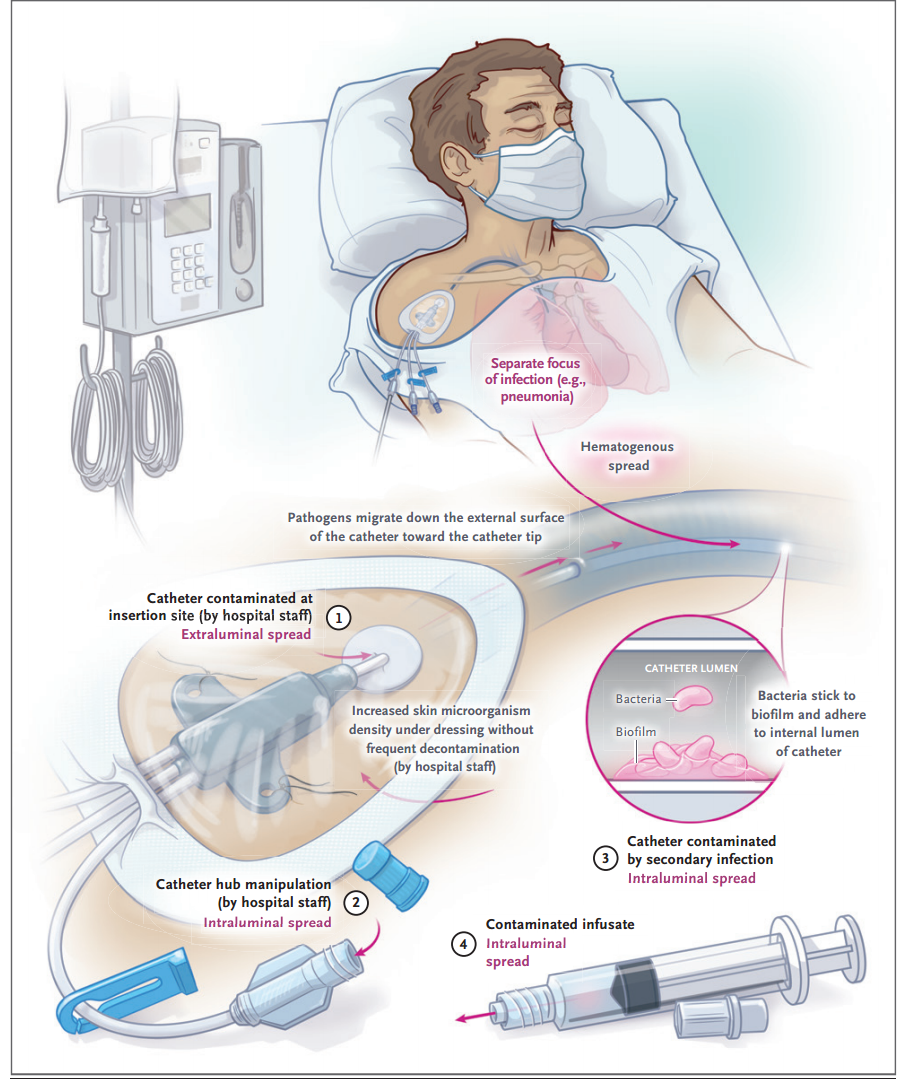 Separate focus
of infection (e.g.,
pneumonia)
Hematogenous
spread
Pathogens migrate down the external surface
of the catheter toward the catheter tip
Catheter contaminated at
insertion site (by hospital staff)
Extraluminal spread
1
Increased skin microorganism
density under dressing without
frequent decontamination
(by hospital staff)
CATHETER LUMEN
Bacteria
Biofilm
Bacteria stick to
biofilm and adhere
to internal lumen
of catheter
3
Catheter contaminated
by secondary infection
Intraluminal spread
Catheter hub manipulation
(by hospital staff)
Intraluminal spread
2
4
Contaminated infusate
Intraluminal
spread